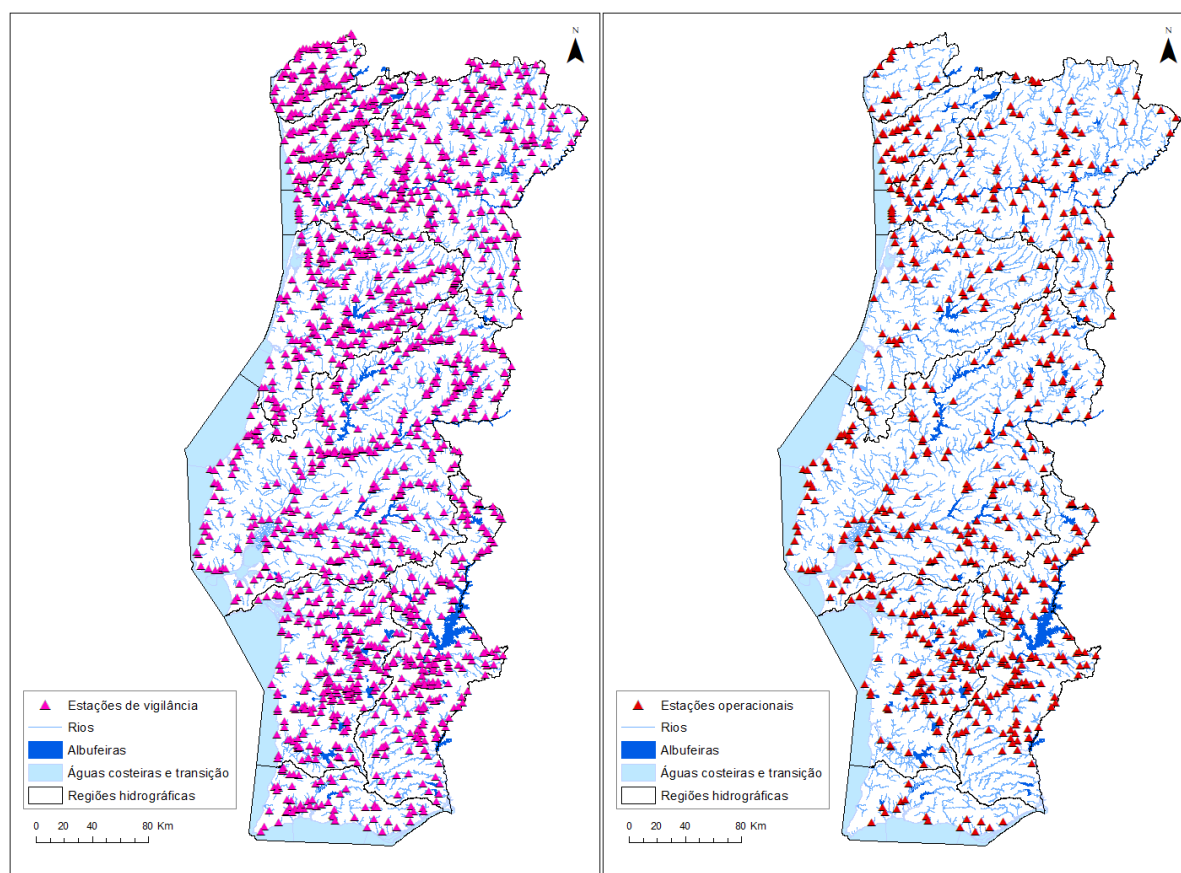 N
Estações de vigilância
Rios
Albufeiras
Águas costeiras e transição
Regiões hidrográficas
0 20 40 80 Km
N
Estações operacionais
Rios
Albufeiras
Águas costeiras e transição
Regiões hidrográficas
0 20 40 80 Km